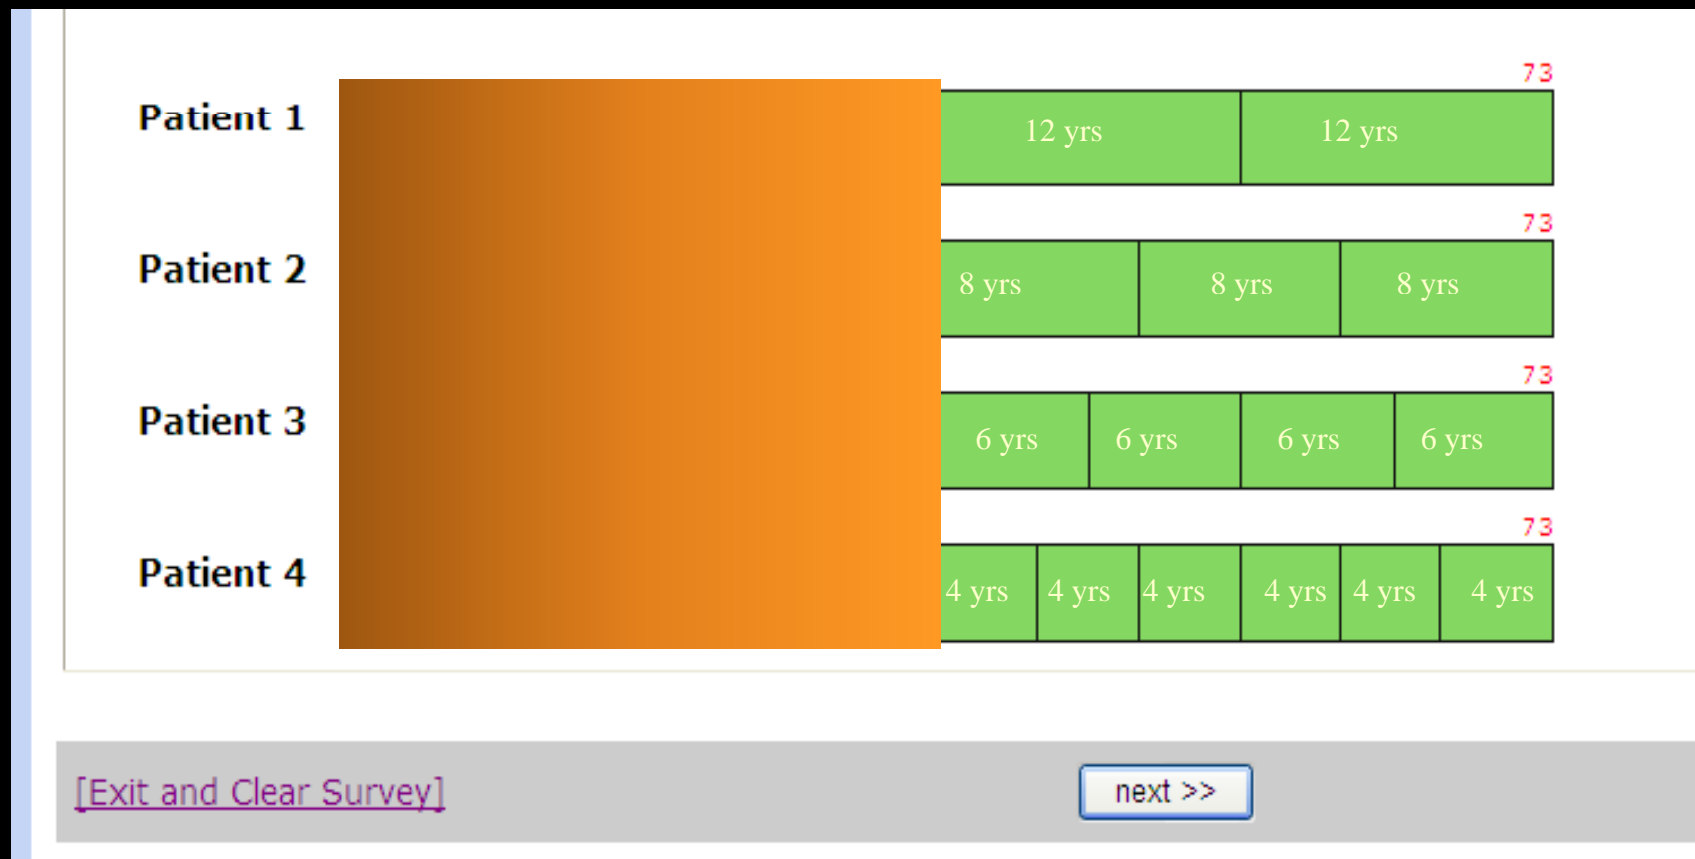 73
Patient 1 12 yrs 12 yrs
73
Patient 2 8 yrs 8 yrs 8 yrs
73
Patient 3 6 yrs 6 yrs 6 yrs 6 yrs
73
Patient 4 4 yrs 4 yrs 4 yrs 4 yrs 4 yrs 4 yrs
[Exit and Clear Survey] next >>